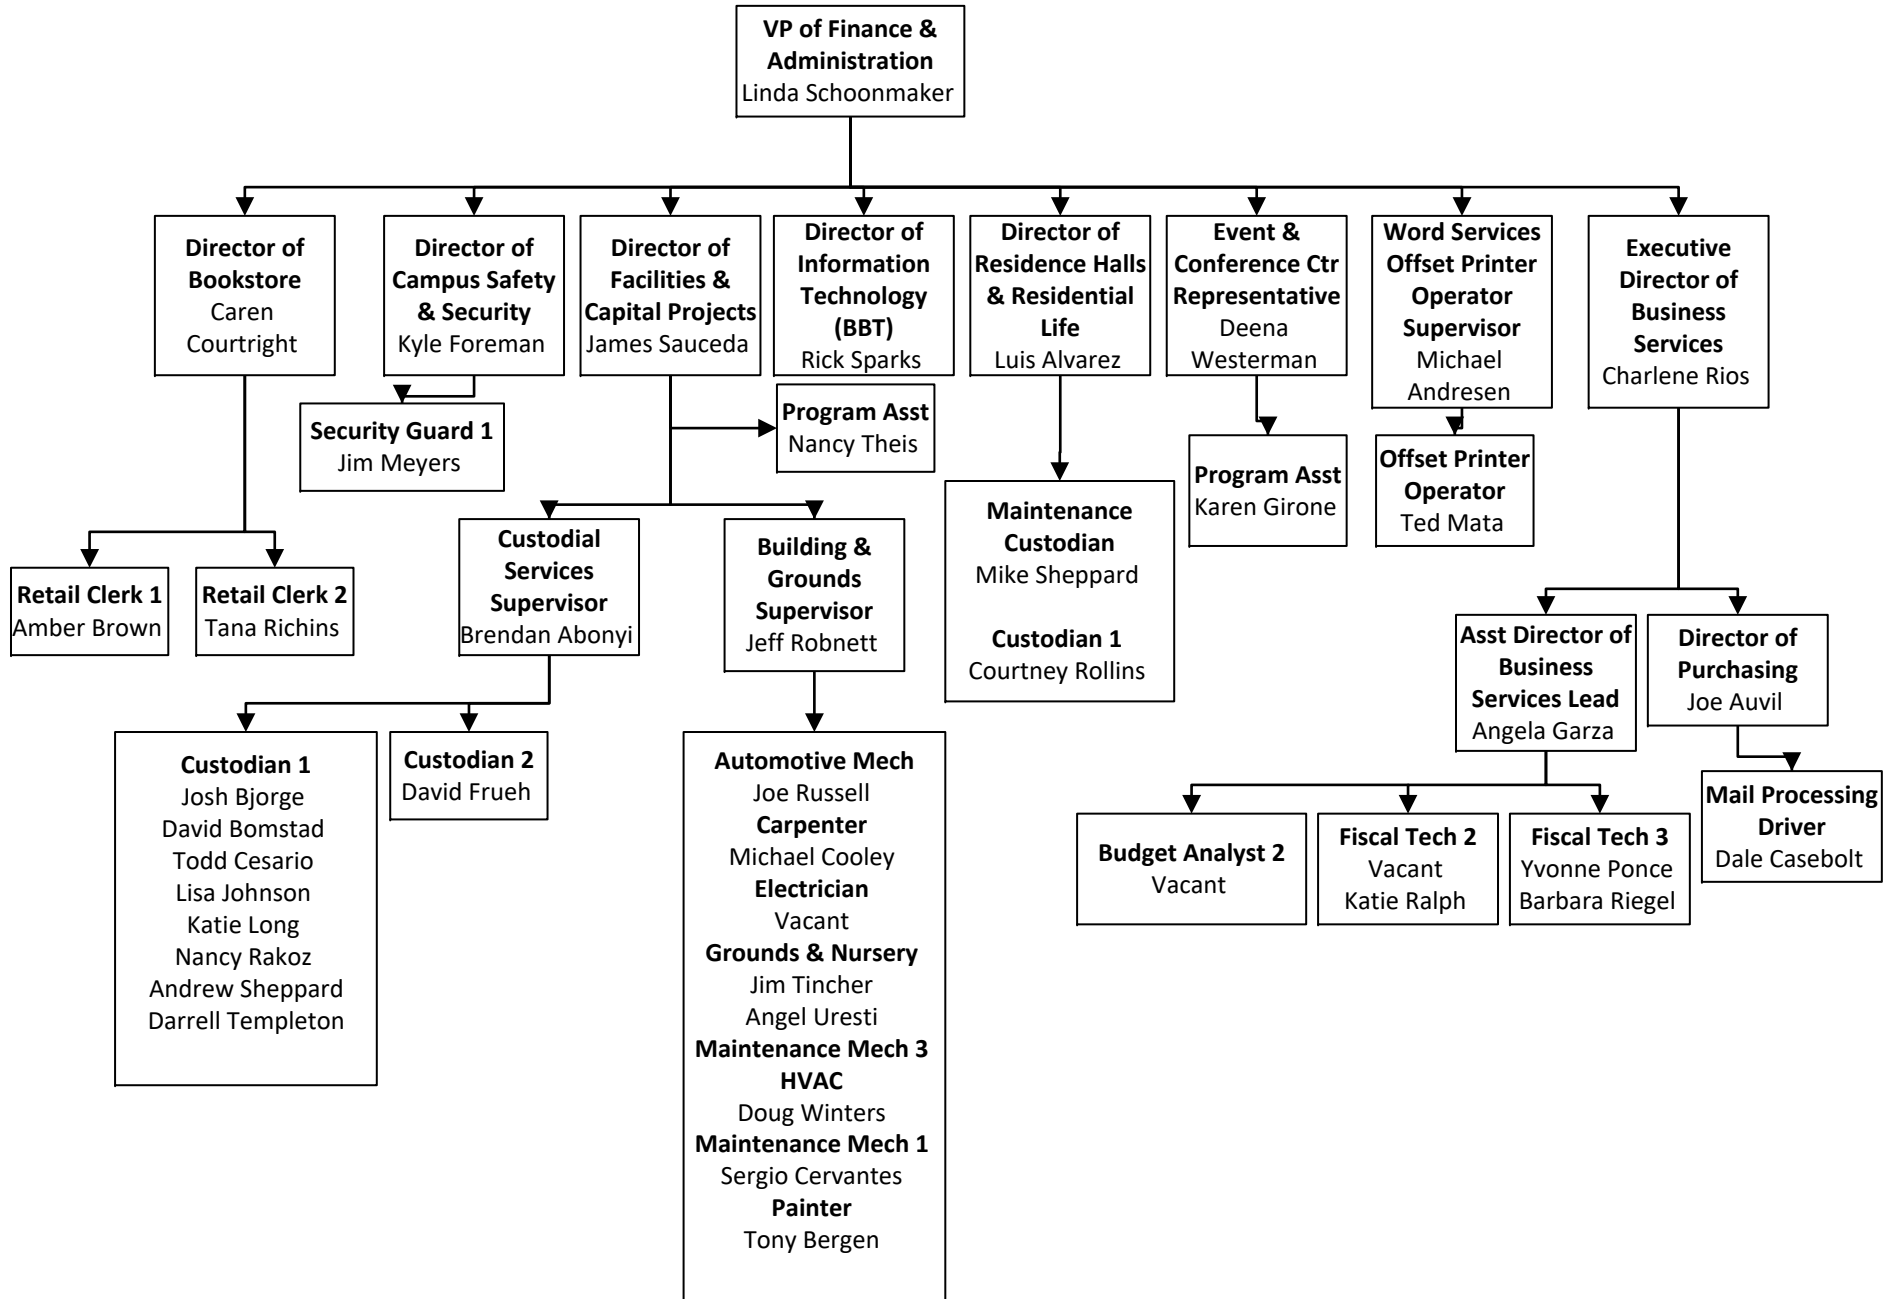 VP of Finance &
Administration
Linda Schoonmaker
Director of
Bookstore
Caren
Courtright
Director of
Campus Safety
& Security
Kyle Foreman
Director of
Facilities &
Capital Projects
James Sauceda
Director of
Information
Technology
(BBT)
Rick Sparks
Director of
Residence Halls
& Residential
Life
Luis Alvarez
Event &
Conference Ctr
Representative
Deena
Westerman
Word Services
Offset Printer
Operator
Supervisor
Michael
Andresen
Executive
Director of
Business
Services
Charlene Rios
Security Guard 1
Jim Meyers
Program Asst
Nancy Theis
Program Asst
Karen Girone
Offset Printer
Operator
Ted Mata
Retail Clerk 1
Amber Brown
Retail Clerk 2
Tana Richins
Custodial
Services
Supervisor
Brendan Abonyi
Building &
Grounds
Supervisor
Jeff Robnett
Maintenance
Custodian
Mike Sheppard
Custodian 1
Courtney Rollins
Asst Director of
Business
Services Lead
Angela Garza
Director of
Purchasing
Joe Auvil
Custodian 1
Josh Bjorge
David Bomstad
Todd Cesario
Lisa Johnson
Katie Long
Nancy Rakoz
Andrew Sheppard
Darrell Templeton
Custodian 2
David Frueh
Automotive Mech
Joe Russell
Carpenter
Michael Cooley
Electrician
Vacant
Grounds & Nursery
Jim Tincher
Angel Uresti
Maintenance Mech 3
HVAC
Doug Winters
Maintenance Mech 1
Sergio Cervantes
Painter
Tony Bergen
Budget Analyst 2
Vacant
Fiscal Tech 2
Vacant
Katie Ralph
Fiscal Tech 3
Yvonne Ponce
Barbara Riegel
Mail Processing
Driver
Dale Casebolt